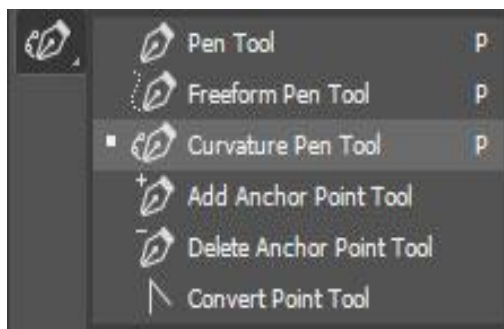 Pen Tool P
Freeform Pen Tool P
Curvature Pen Tool P
Add Anchor Point Tool
Delete Anchor Point Tool
Convert Point Tool